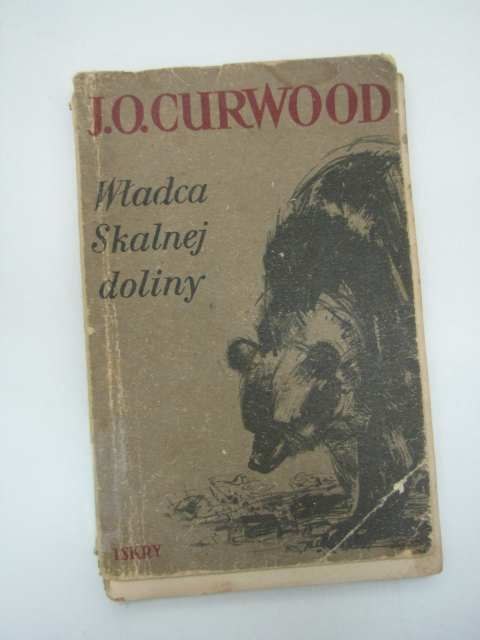 J.O.CURWOOD
Władca
Skalnej
doliny
ISKRY